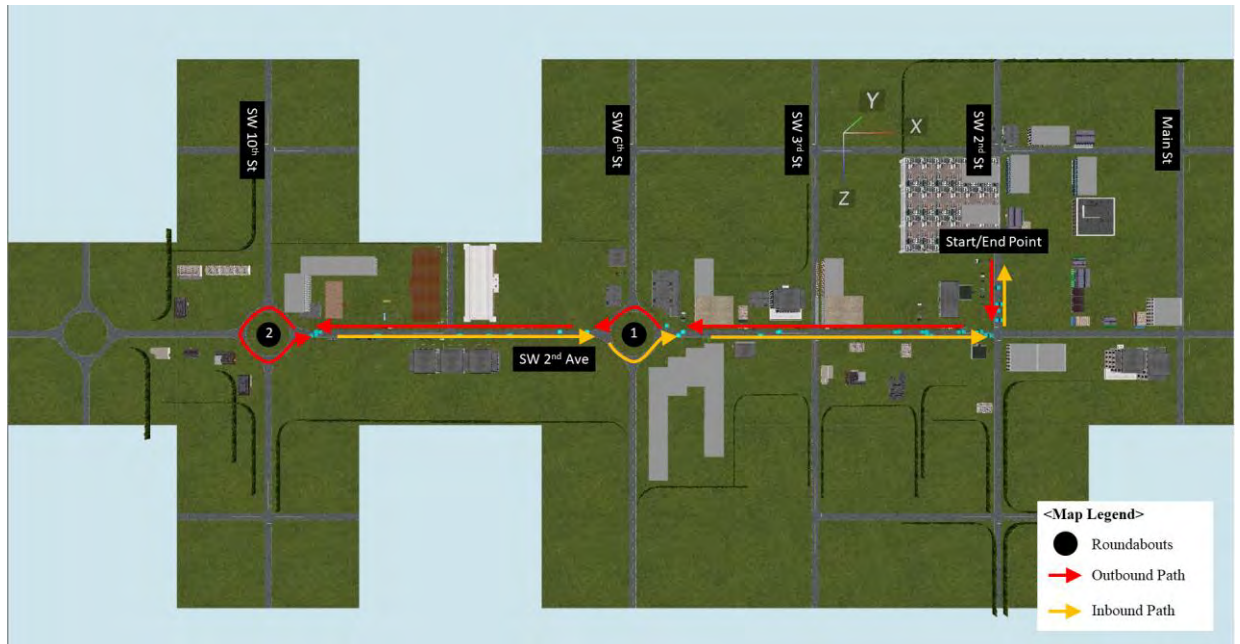 SW 10th St
SW 6th St
SW 3rd St
SW 2nd St
Main St
Y
X
Z
Start/End Point
2
1
SW 2nd Ave
<Map Legend>
Roundabouts
Outbound Path
Inbound Path